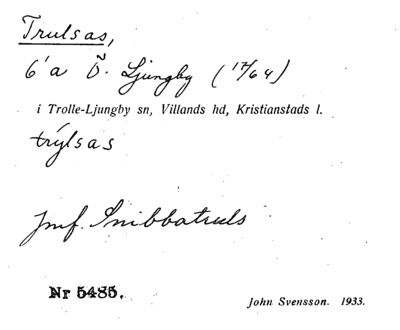 Trulsas,
6'a Ö. Ljungby (17/64)
i Trolle-Ljungby sn, Villands hd, Kristianstads l.
trýlsas
jmf. Snibbatruls
Nr 5485.
John Svensson. 1933.